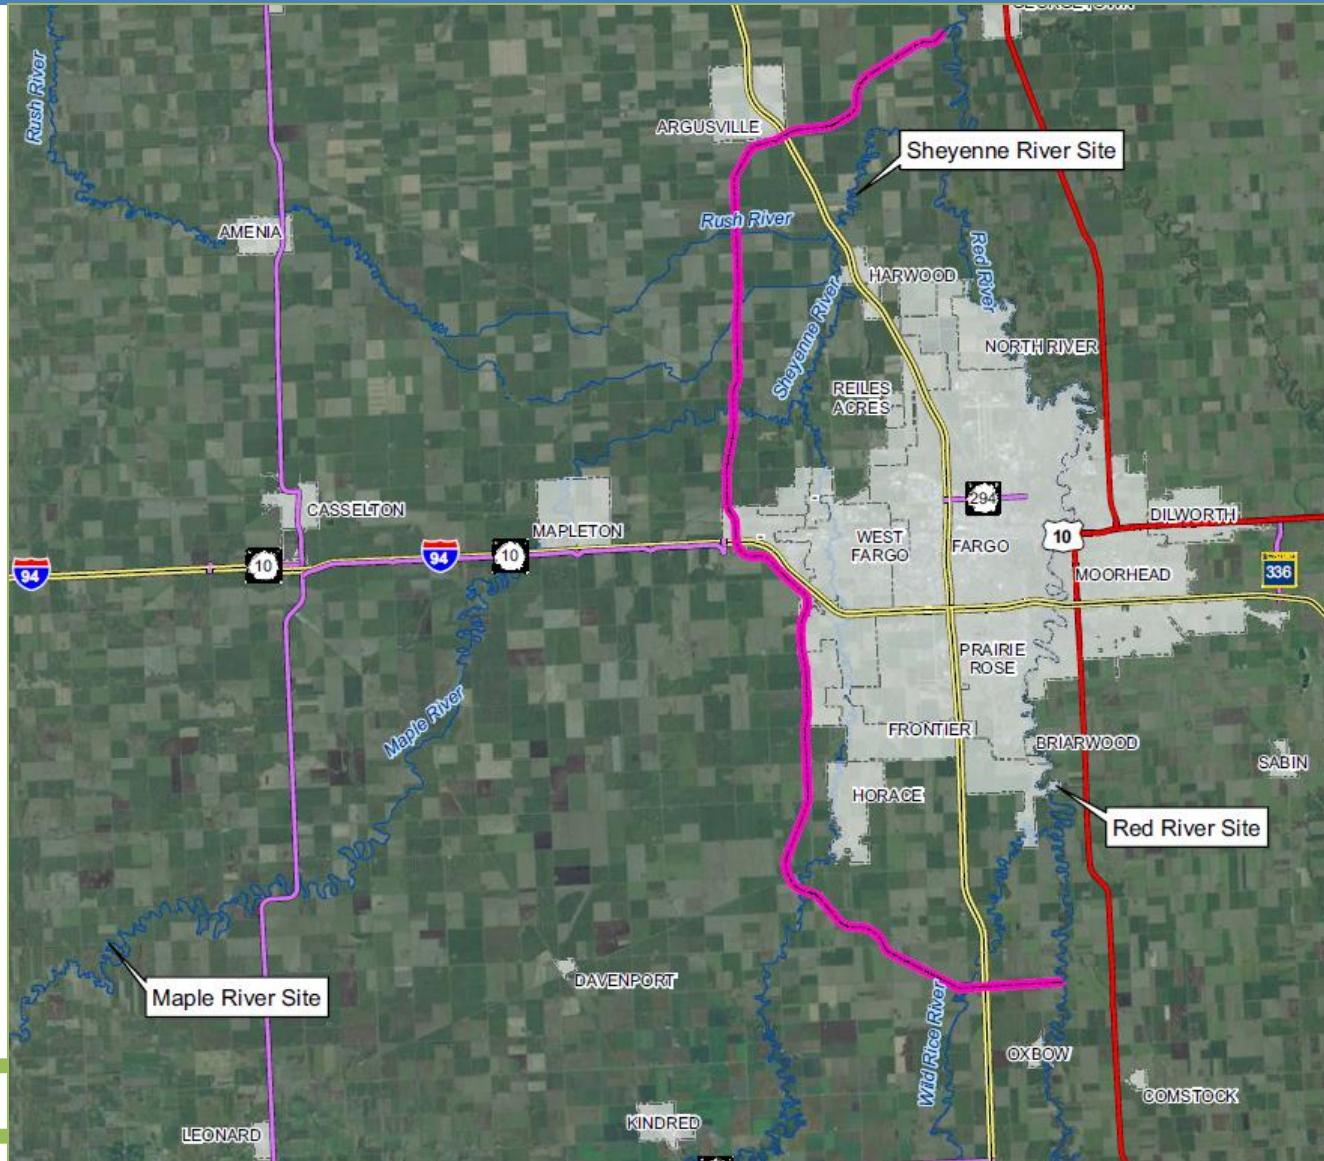 GEORGETOWN
Rush River
ARGUSVILLE
Sheyenne River Site
Rush River
AMENIA
Red River
HARWOOD
Sheyenne River
NORTH RIVER
REILES
ACRES
CASSELTON
MAPLETON
294
DILWORTH
WEST
FARGO
FARGO
10
94
10
94
10
MOORHEAD
336
PRAIRIE
ROSE
Maple River
FRONTIER
BRIARWOOD
SABIN
HORACE
Red River Site
DAVENPORT
Maple River Site
Wild Rice River
OXBOW
COMSTOCK
KINDRED
LEONARD